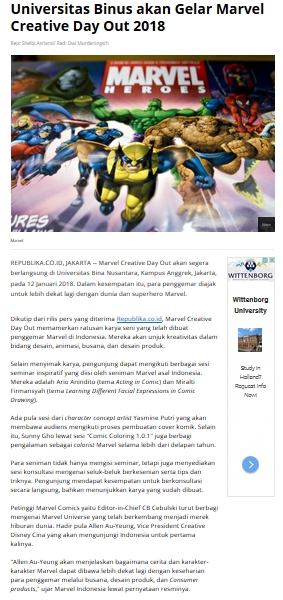 Universitas Binus akan Gelar Marvel
Creative Day Out 2018
MARVEL
HEROES
URES
Marvel
REPUBLIKA.CO.ID, JAKARTA -- Marvel Creative Day Out akan segera
berlangsung di Universitas Bina Nusantara, Kampus Anggrek, Jakarta,
pada 12 Januari 2018. Dalam kesempatan itu, para penggemar diajak
untuk lebih dekat lagi dengan dunia dan superhero Marvel.
Dikutip dari rilis pers yang diterima Republika.co.id, Marvel Creative
Day Out memamerkan ratusan karya seni yang telah dibuat
penggemar Marvel di Indonesia. Mereka akan unjuk kreativitas dalam
bidang desain, animasi, busana, dan desain produk.
Selain menyimak karya, pengunjung dapat mengikuti berbagai sesi
seminar inspiratif yang diisi oleh seniman Marvel asal Indonesia.
Mereka adalah Ario Anindito (tema Acting in Comic) dan Miralti
Firmansyah (tema Learning Different Facial Expressions in Comic
Drawing).
Ada pula sesi dari character concept artist Yasmine Putri yang akan
membawa audiens mengikuti proses pembuatan cover komik. Selain
itu, Sunny Gho lewat sesi "Comic Coloring 1.0.1" juga berbagi
pengalaman sebagai colorist Marvel selama lebih dari delapan tahun.
Para seniman tidak hanya mengisi seminar, tetapi juga menyediakan
sesi konsultasi mengenai seluk-beluk berkesenian serta tips dan
triknya. Pengunjung mendapat kesempatan untuk berkonsultasi
secara langsung, bahkan menunjukkan karya yang sudah dibuat.
Petinggi Marvel Comics yaitu Editor-in-Chief CB Cebulski turut berbagi
mengenai Marvel Universe yang telah berkembang menjadi merek
hiburan dunia. Hadir pula Allen Au-Yeung, Vice President Creative
Disney Cina yang akan mengunjungi Indonesia untuk pertama
kalinya.
"Allen Au-Yeung akan menjelaskan bagaimana cerita dan karakter-
karakter Marvel dapat dibawa lebih dekat lagi dengan keseharian
para penggemar melalui busana, desain produk, dan Consumer
products," ujar Marvel Indonesia lewat pernyataan resminya.
WITTENBORG
Wittenborg
University
Study in
Holland?
Request Info
Now!